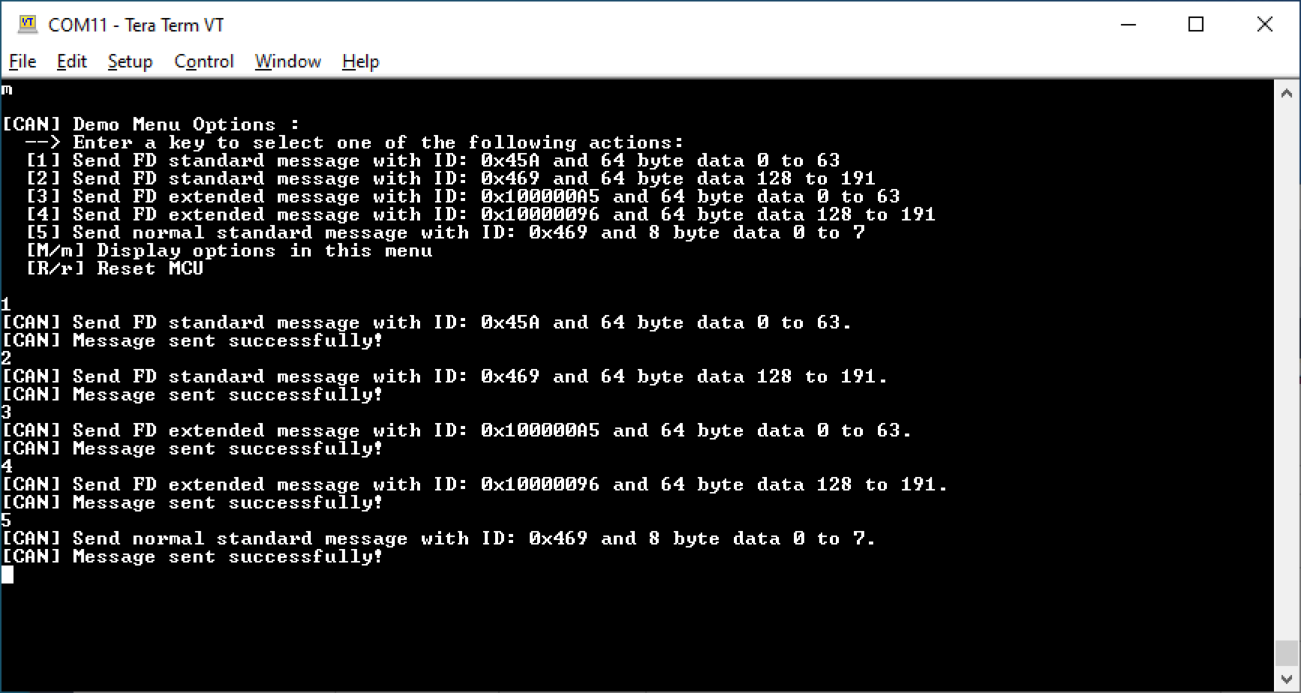 COM11 - Tera Term VT
File Edit Setup Control Window Help
m
[CAN] Demo Menu Options :
--> Enter a key to select one of the following actions:
[1] Send FD standard message with ID: 0x45A and 64 byte data 0 to 63
[2] Send FD standard message with ID: 0x469 and 64 byte data 128 to 191
[3] Send FD extended message with ID: 0x100000A5 and 64 byte data 0 to 63
[4] Send FD extended message with ID: 0x10000096 and 64 byte data 128 to 191
[5] Send normal standard message with ID: 0x469 and 8 byte data 0 to 7
[M/m] Display options in this menu
[R/r] Reset MCU
1
[CAN] Send FD standard message with ID: 0x45A and 64 byte data 0 to 63.
[CAN] Message sent successfully!
2
[CAN] Send FD standard message with ID: 0x469 and 64 byte data 128 to 191.
[CAN] Message sent successfully!
3
[CAN] Send FD extended message with ID: 0x100000A5 and 64 byte data 0 to 63.
[CAN] Message sent successfully!
4
[CAN] Send FD extended message with ID: 0x10000096 and 64 byte data 128 to 191.
[CAN] Message sent successfully!
5
[CAN] Send normal standard message with ID: 0x469 and 8 byte data 0 to 7.
[CAN] Message sent successfully!